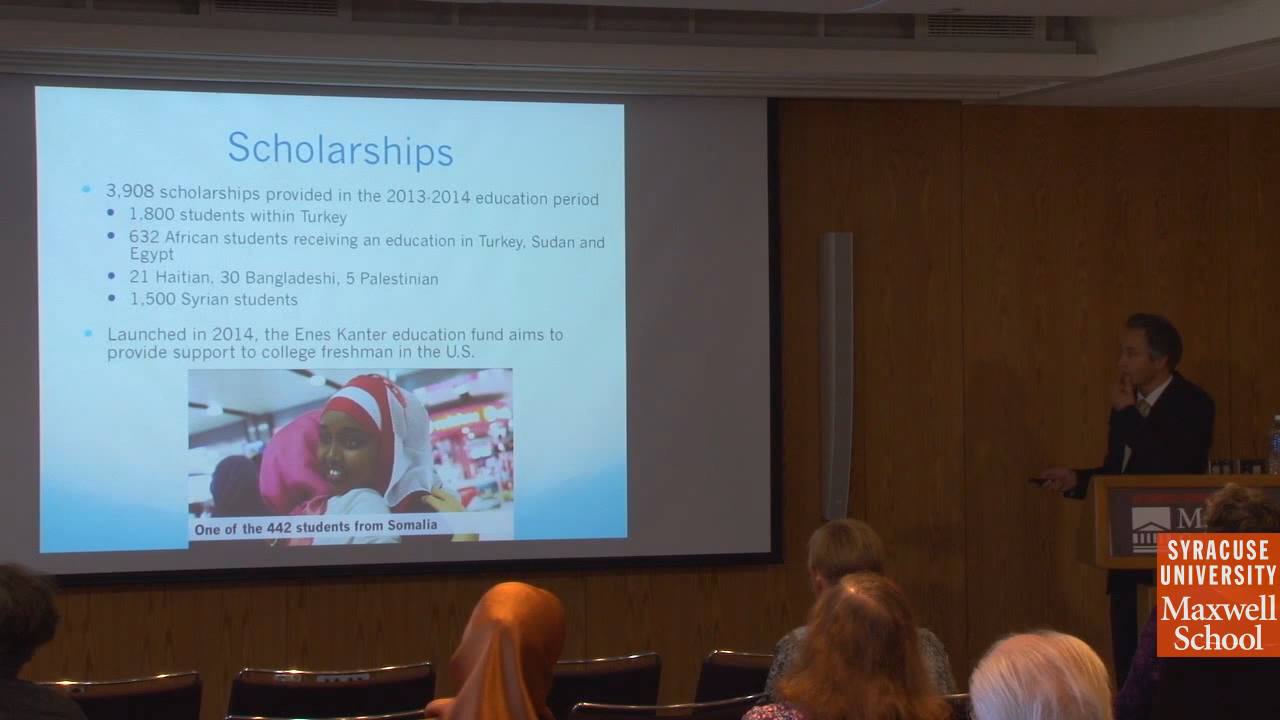 Scholarships
3,908 scholarships provided in the 2013-2014 education period
1,800 students within Turkey
632 African students receiving an education in Turkey, Sudan and
Egypt
21 Haitian, 30 Bangladeshi, 5 Palestinian
1,500 Syrian students
Launched in 2014, the Enes Kanter education fund aims to
provide support to college freshman in the U.S.
One of the 442 students from Somalia
SYRACUSE
UNIVERSITY
Maxwell
School